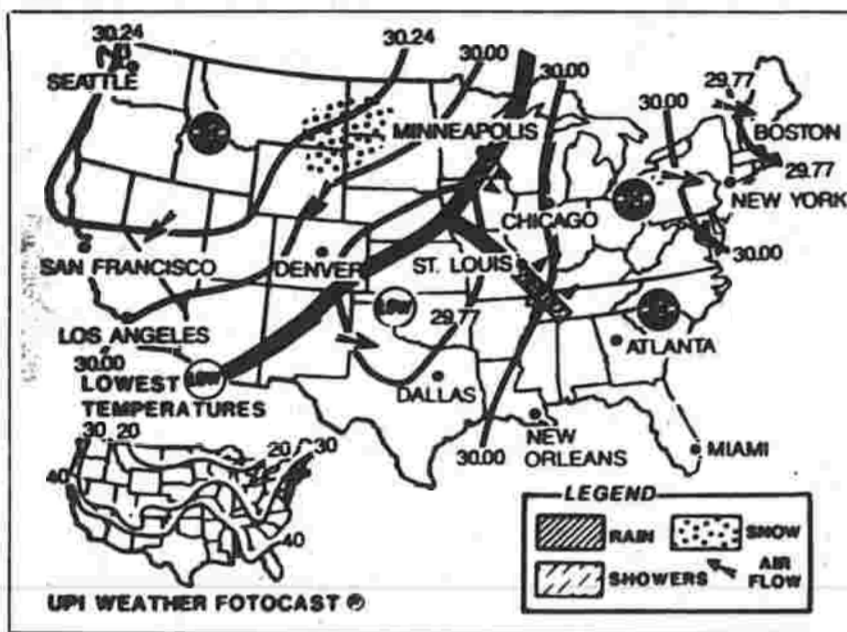 30.24
30.24
30.00
30.00
29.77
30.00
SEATTLE
MINNEAPOLIS
BOSTON
29.77
NEW YORK
CHICAGO
SAN FRANCISCO
DENVER
ST. LOUIS
30.00
LOW
29.77
LOS ANGELES
ATLANTA
30.00
LOW
DALLAS
LOWEST
TEMPERATURES
NEW
ORLEANS
30.00
MIAMI
30
20
20
30
40
40
LEGEND
RAIN
SNOW
SHOWERS
AIR
FLOW
UPI WEATHER FOTOCAST ®